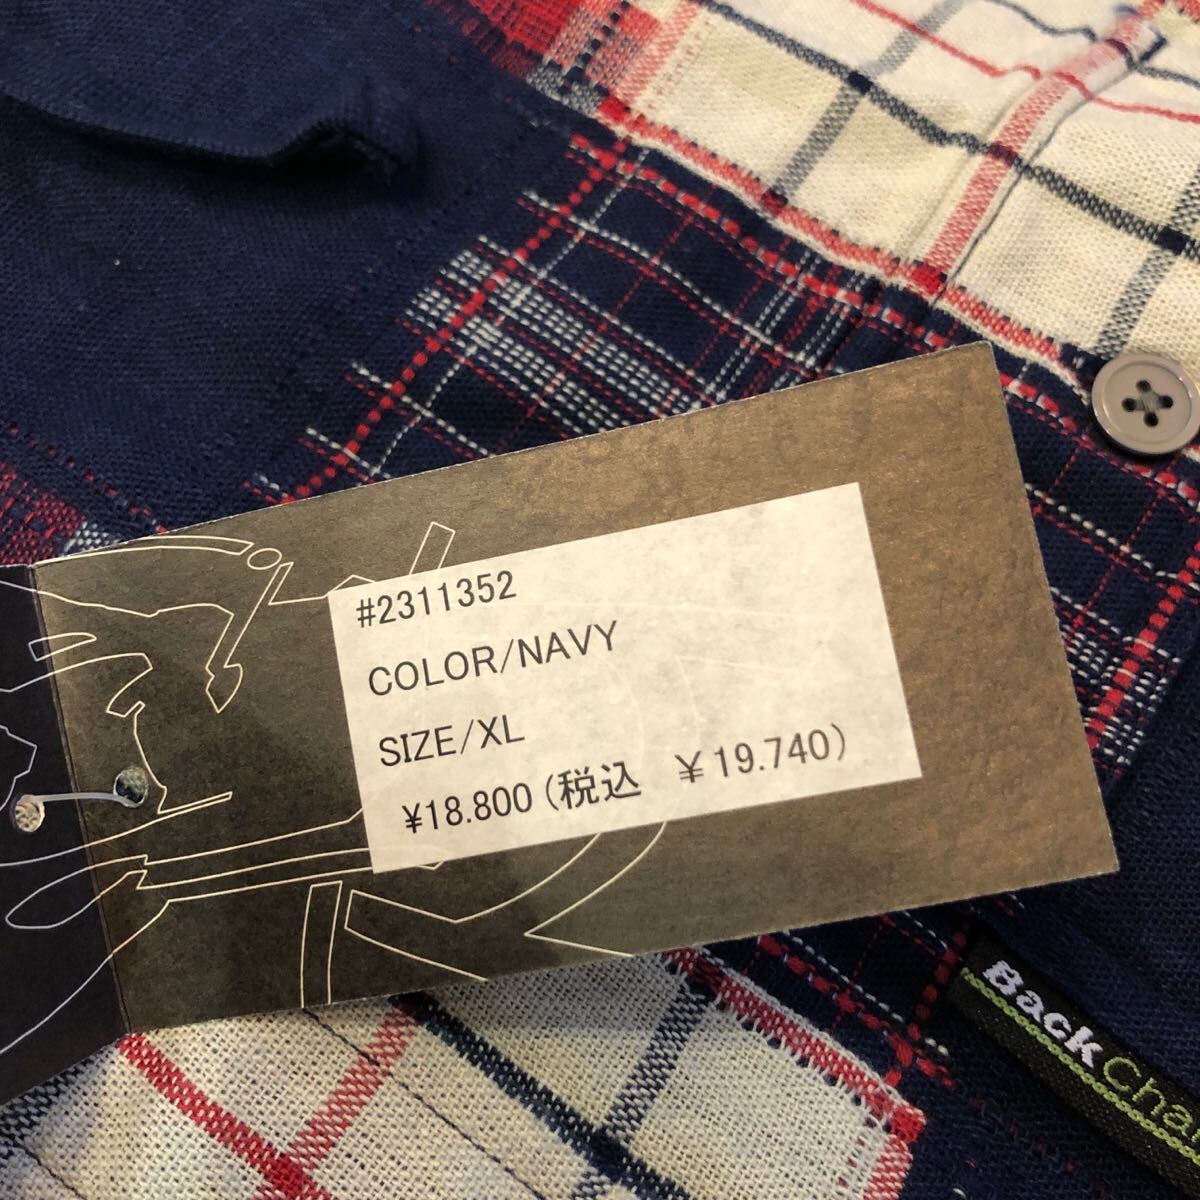 #2311352
COLOR/NAVY
SIZE/XL
¥18.800(税込　￥19.740)
Back